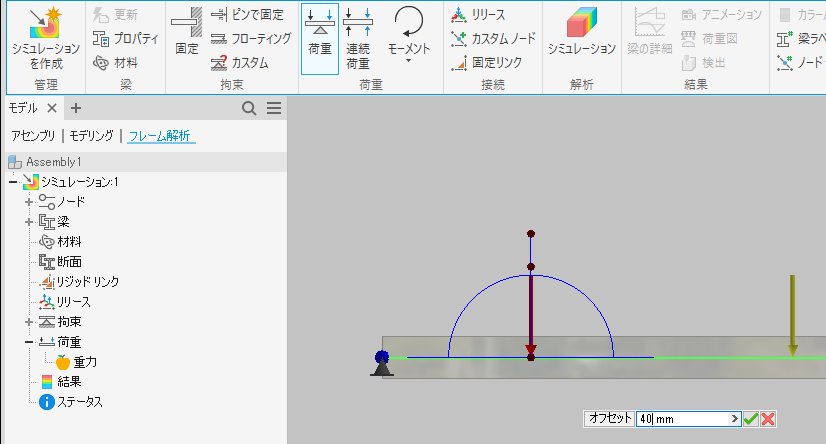 シミュレーション
を作成
管理
更新
プロパティ
材料
梁
固定
ピンで固定
フローティング
カスタム
拘束
荷重
連続
荷重
モーメント
荷重
リリース
カスタム ノード
固定リンク
接続
シミュレーション
解析
梁の詳細
アニメーション
荷重図
検出
結果
カラー
梁ラベ
ノード
モデル
アセンブリ
モデリング
フレーム解析
Assembly1
シミュレーション:1
ノード
梁
材料
断面
リジッド リンク
リリース
拘束
荷重
重力
結果
ステータス
オフセット 40 mm